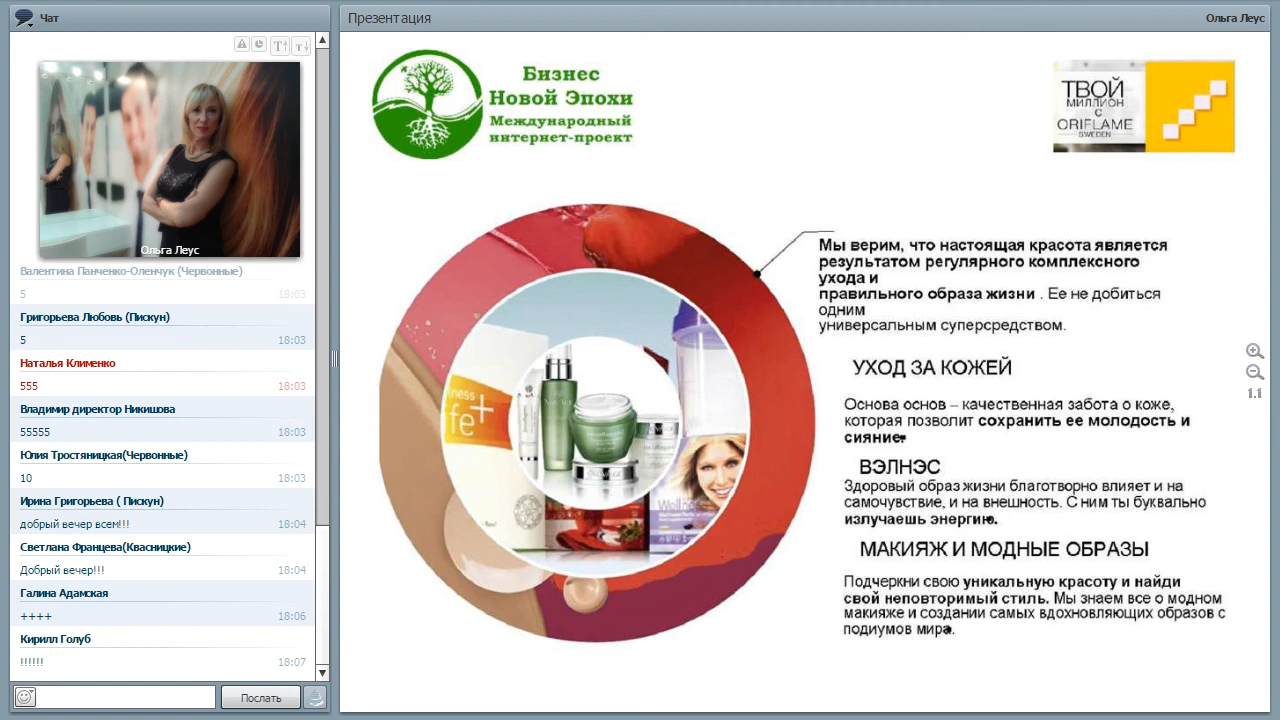 Чат
Ольга Леус
Валентина Панченко-Оленчук (Червонные)
5 18:03
Григорьева Любовь (Пискун)
5 18:03
Наталья Клименко
555 18:03
Владимир директор Никишова
55555 18:03
Юлия Тростяницкая(Червонные)
10 18:03
Ирина Григорьева ( Пискун)
добрый вечер всем!!! 18:04
Светлана Францева(Квасницкие)
Добрый вечер!!! 18:04
Галина Адамская
++++ 18:06
Кирилл Голуб
!!!!!! 18:07
Послать
Презентация
Ольга Леус
Бизнес
Новой Эпохи
Международный
интернет-проект
ТВОЙ
МИЛЛИОН
С
ORIFLAME
SWEDEN
Мы верим, что настоящая красота является
результатом регулярного комплексного
ухода и
правильного образа жизни . Ее не добиться
одним
универсальным суперсредством.
УХОД ЗА КОЖЕЙ
Основа основ – качественная забота о коже,
которая позволит сохранить ее молодость и
сияние.
ВЭЛНЭС
Здоровый образ жизни благотворно влияет и на
самочувствие, и на внешность. С ним ты буквально
излучаешь энергию.
МАКИЯЖ И МОДНЫЕ ОБРАЗЫ
Подчеркни свою уникальную красоту и найди
свой неповторимый стиль. Мы знаем все о модном
макияже и создании самых вдохновляющих образов с
подиумов мира.
1:1